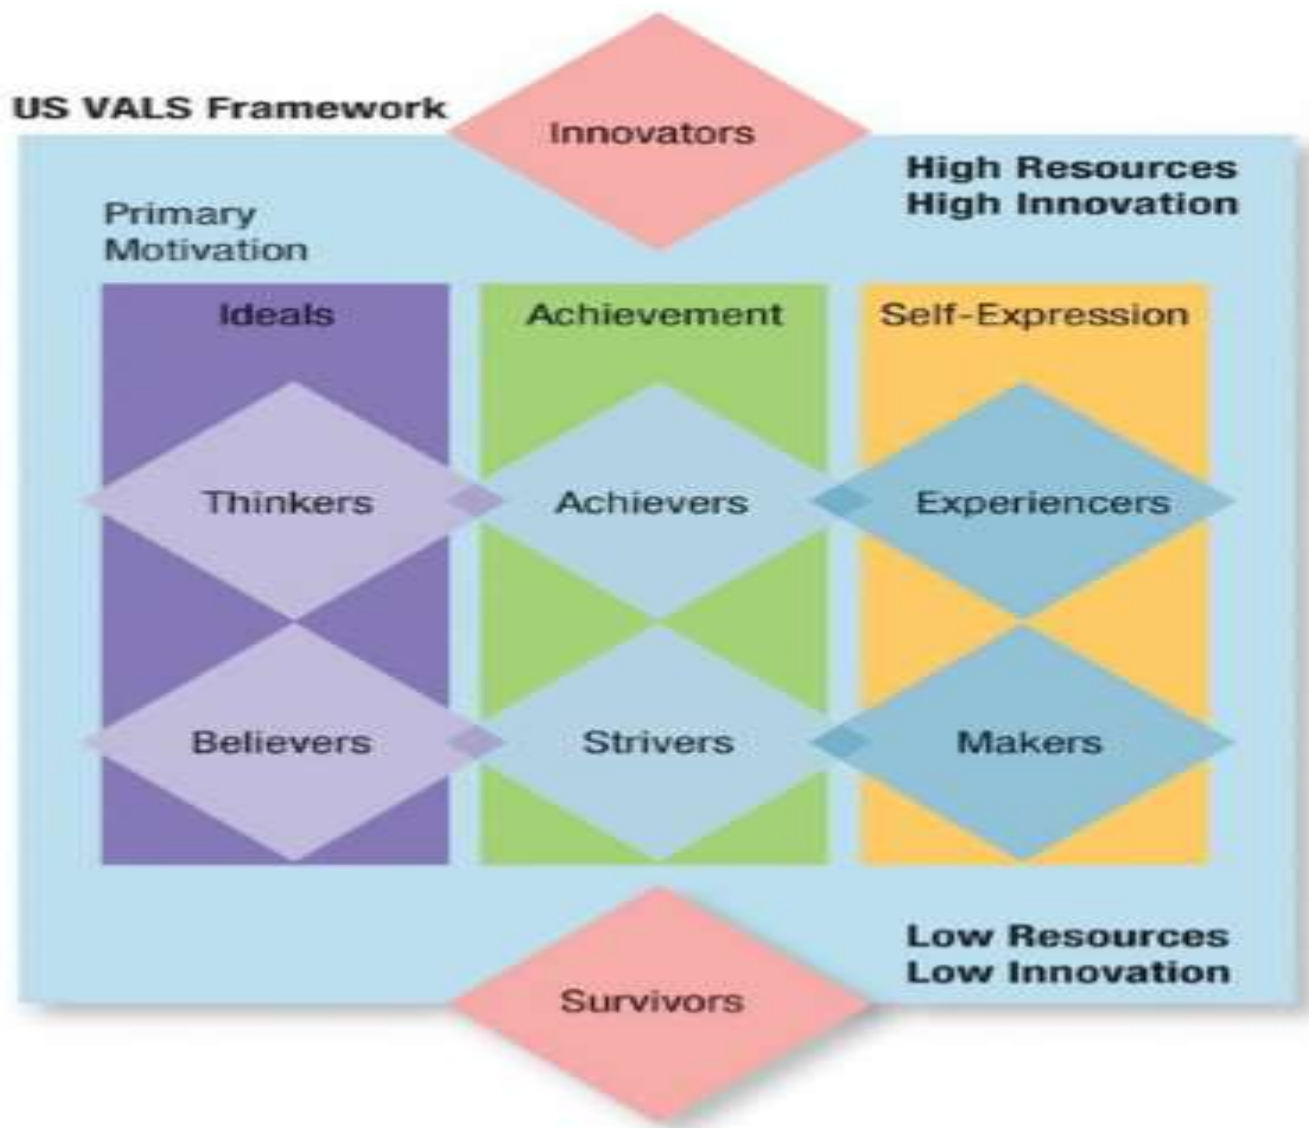 US VALS Framework
Innovators
High Resources
High Innovation
Primary
Motivation
Ideals
Achievement
Self-Expression
Thinkers
Achievers
Experiencers
Believers
Strivers
Makers
Low Resources
Low Innovation
Survivors